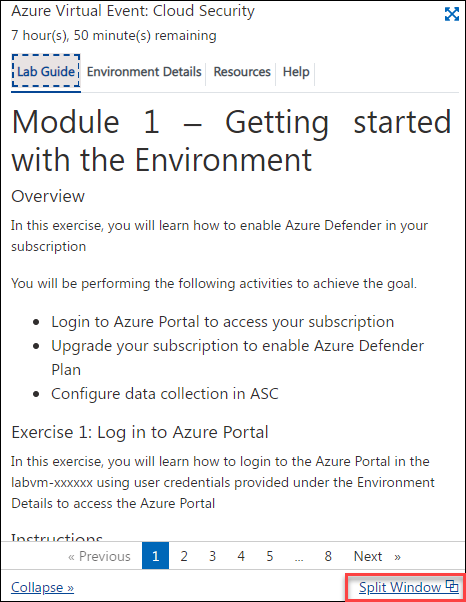 Azure Virtual Event: Cloud Security
7 hour(s), 50 minute(s) remaining
Lab Guide Environment Details Resources Help
Module 1 – Getting started
with the Environment
Overview
In this exercise, you will learn how to enable Azure Defender in your
subscription
You will be performing the following activities to achieve the goal.
• Login to Azure Portal to access your subscription
• Upgrade your subscription to enable Azure Defender
Plan
• Configure data collection in ASC
Exercise 1: Log in to Azure Portal
In this exercise, you will learn how to login to the Azure Portal in the
labvm-xxxxxx using user credentials provided under the Environment
Details to access the Azure Portal
Instructions
« Previous 1 2 3 4 5 ... 8 Next »
Collapse » Split Window